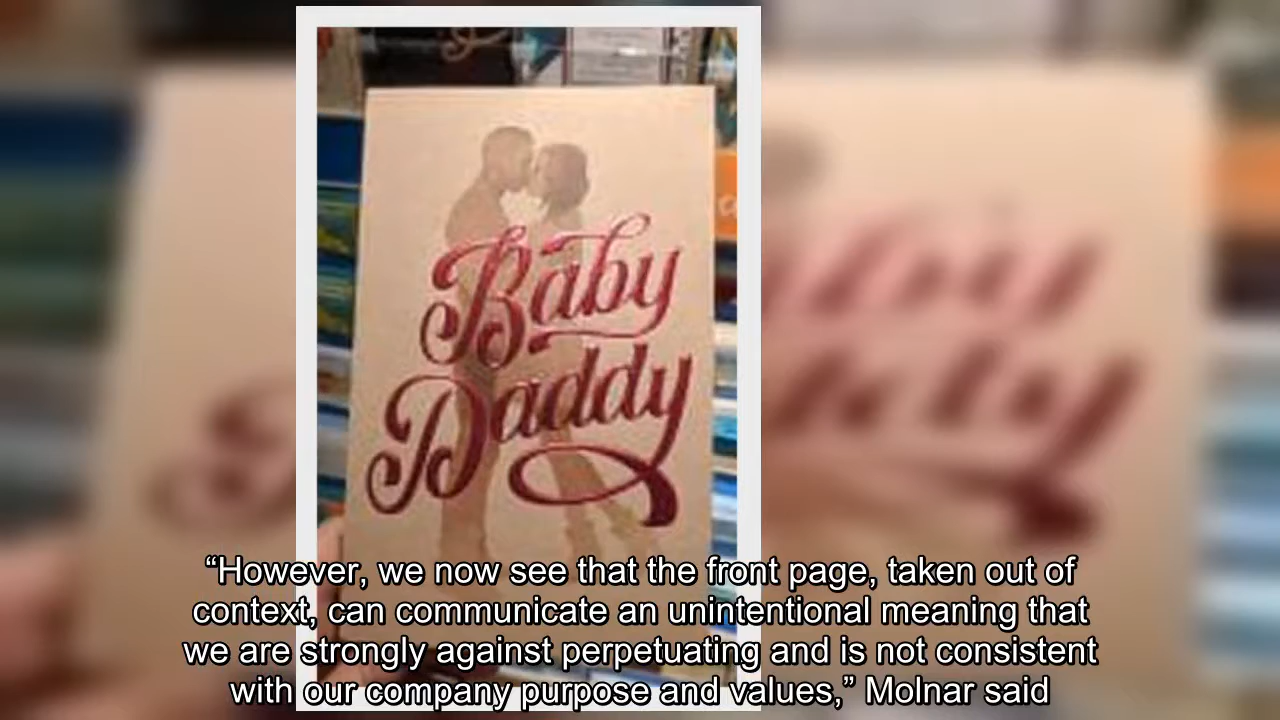 Baby
Daddy
“However, we now see that the front page, taken out of
context, can communicate an unintentional meaning that
we are strongly against perpetuating and is not consistent
with our company purpose and values,” Molnar said